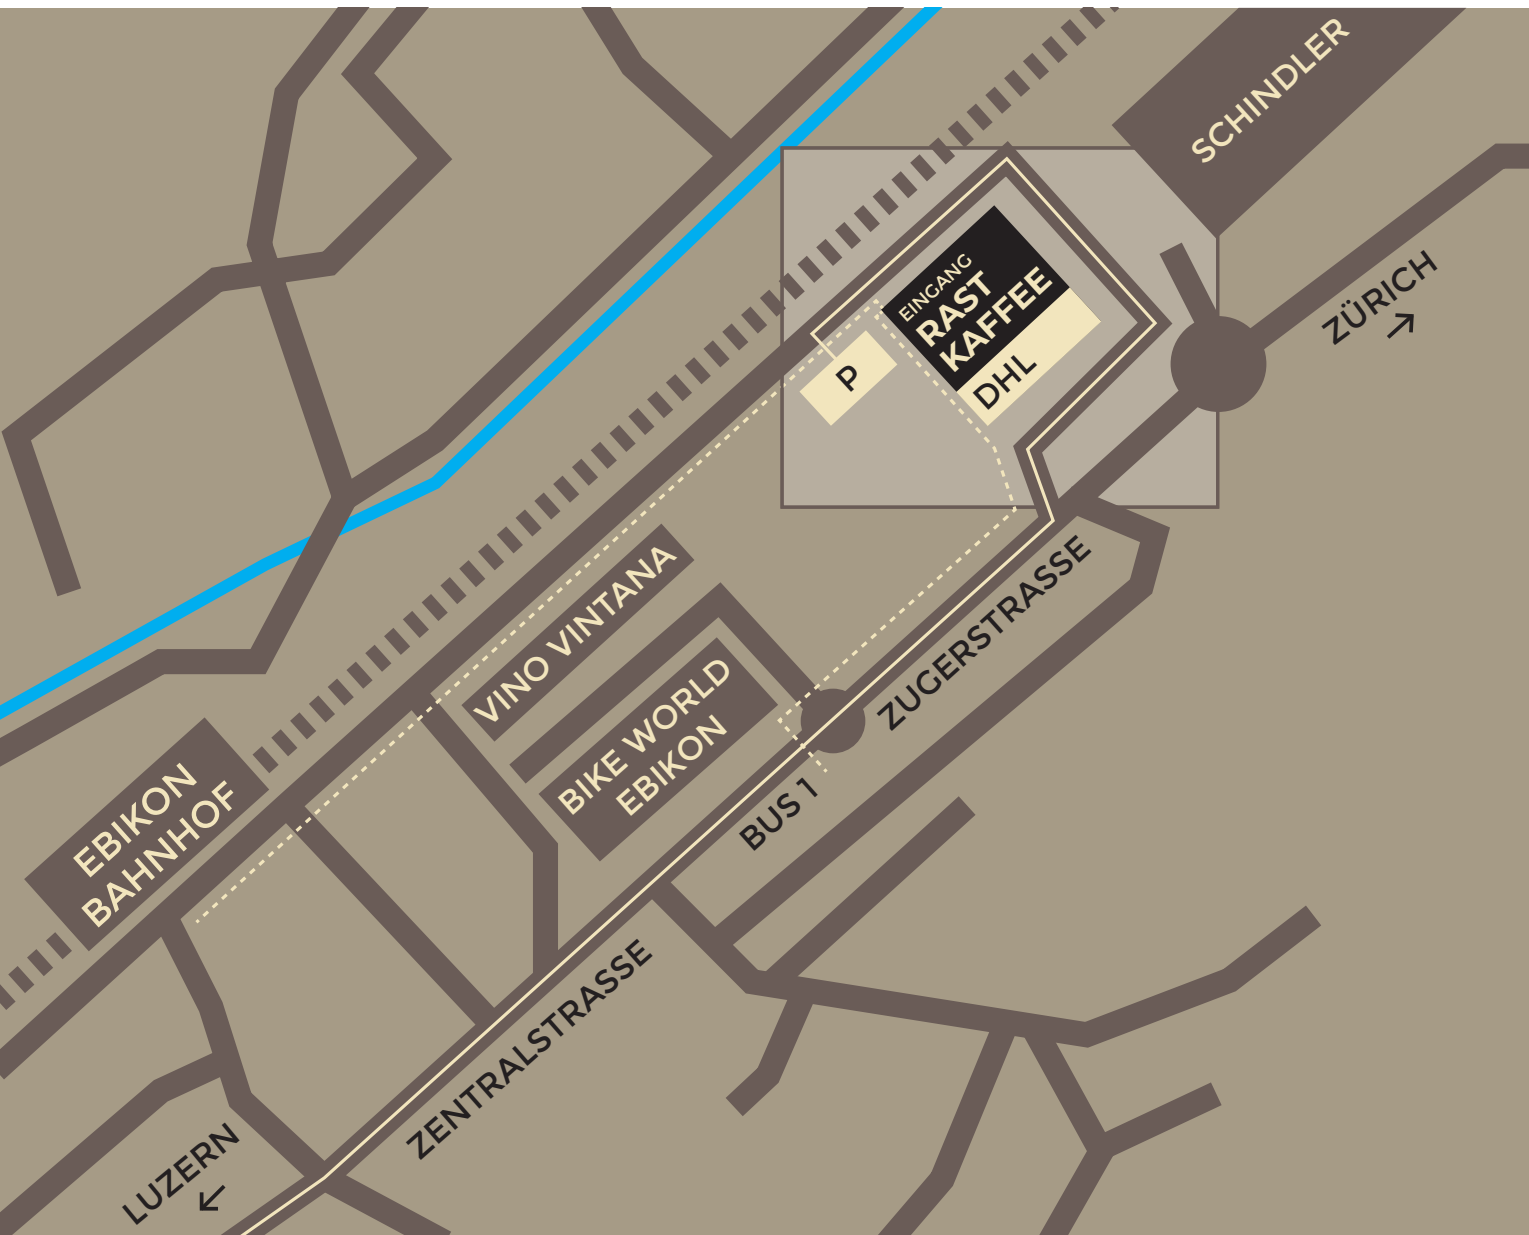 SCHINDLER
ZÜRICH
EINGANG
RAST
KAFFEE
DHL
P
VINO VINTANA
BIKE WORLD
EBIKON
ZUGERSTRASSE
BUS 1
EBIKON
BAHNHOF
ZENTRALSTRASSE
LUZERN